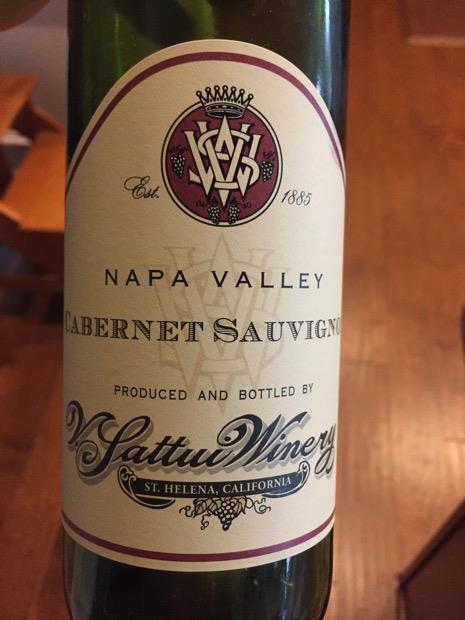 Est. 1885
NAPA VALLEY
CABERNET SAUVIGNO
PRODUCED AND BOTTLED BY
V. Sattui Winery
ST. HELENA, CALIFORNIA